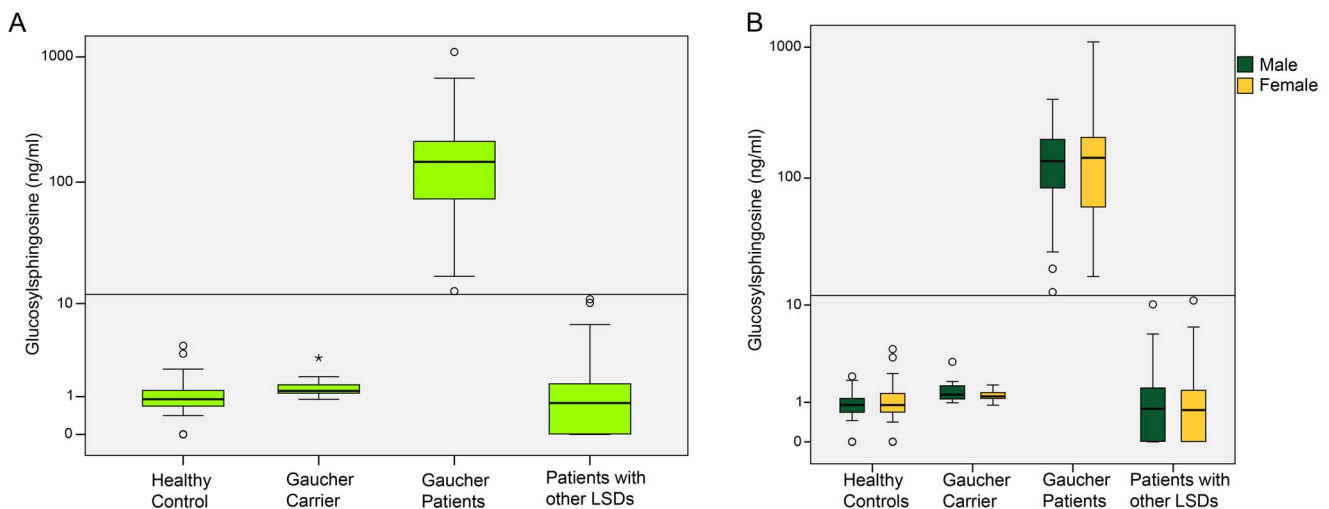 A
Glucosylsphingosine (ng/ml)
1000
100
10
1
0
Healthy
Control
Gaucher
Carrier
Gaucher
Patients
Patients with
other LSDs
B
Glucosylsphingosine (ng/ml)
1000
100
10
1
0
Healthy
Controls
Gaucher
Carrier
Gaucher
Patients
Patients with
other LSDs
Male
Female